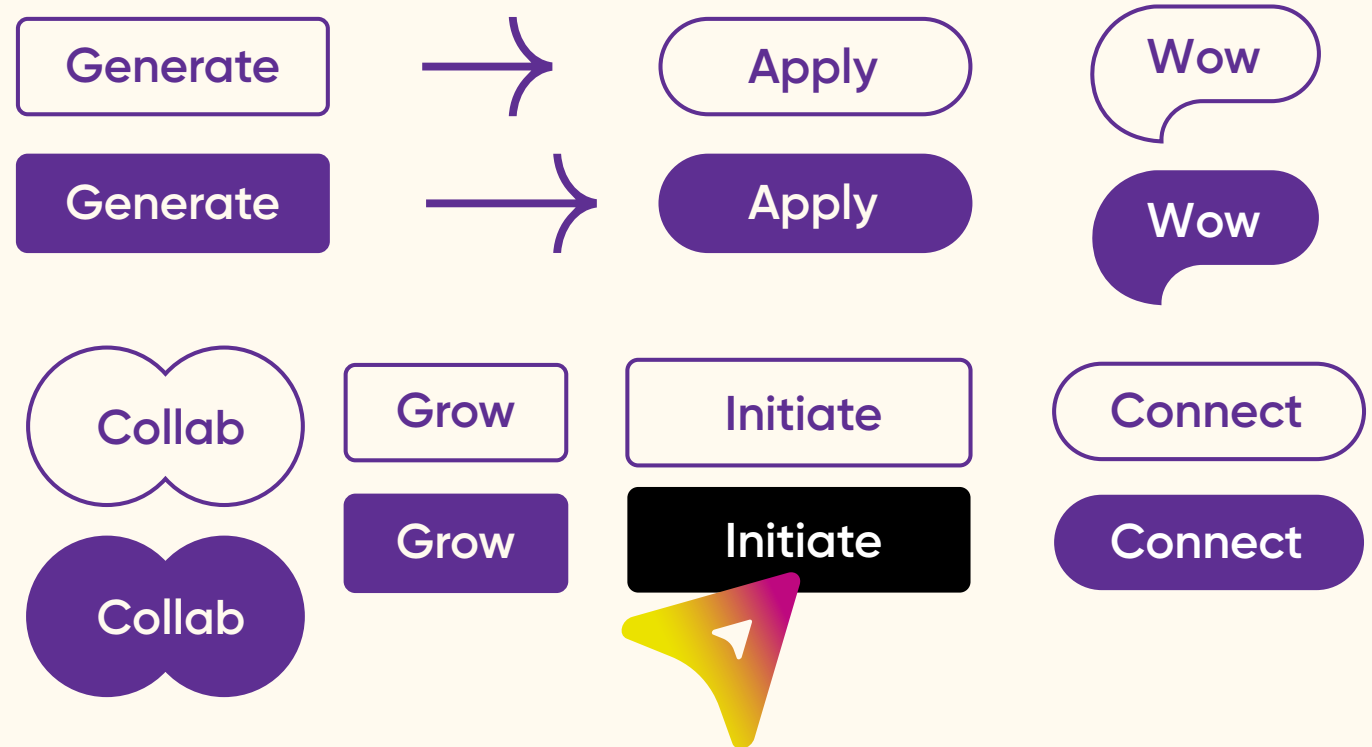 Generate
Apply
Wow
Generate
Apply
Wow
Collab
Grow
Initiate
Connect
Grow
Initiate
Connect
Collab